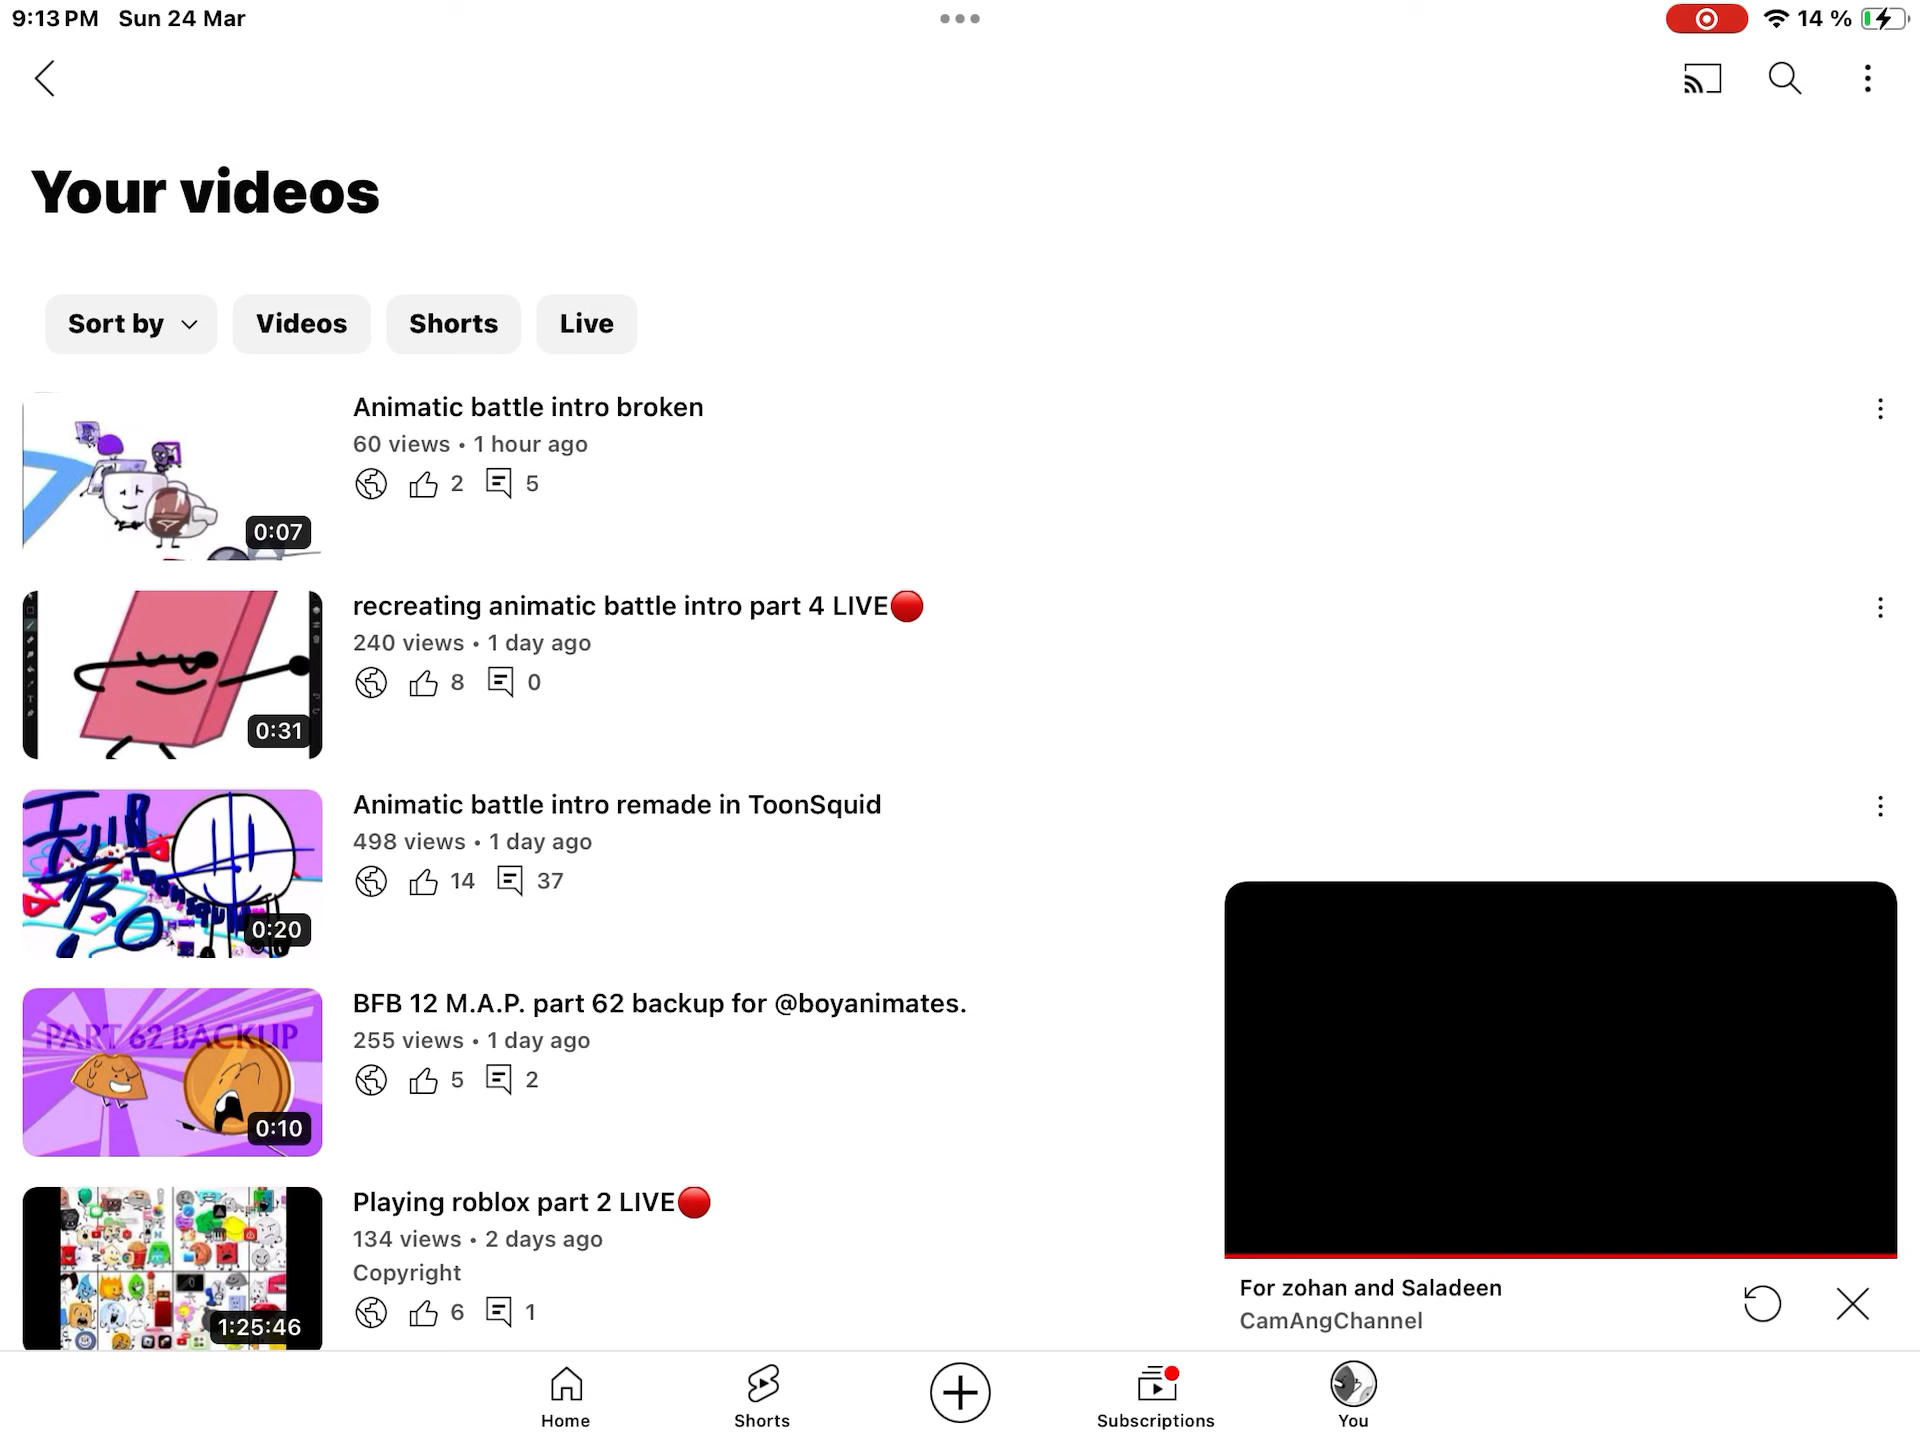 9:13 PM Sun 24 Mar
14 %
Your videos
Sort by
Videos
Shorts
Live
Animatic battle intro broken
60 views • 1 hour ago
2
5
0:07
recreating animatic battle intro part 4 LIVE🔴
240 views • 1 day ago
8
0
0:31
Animatic battle intro remade in ToonSquid
498 views • 1 day ago
14
37
0:20
BFB 12 M.A.P. part 62 backup for @boyanimates.
255 views • 1 day ago
5
2
PART 62 BACKUP
0:10
Playing roblox part 2 LIVE🔴
134 views • 2 days ago
Copyright
6
1
1:25:46
For zohan and Saladeen
CamAngChannel
Home
Shorts
Subscriptions
You